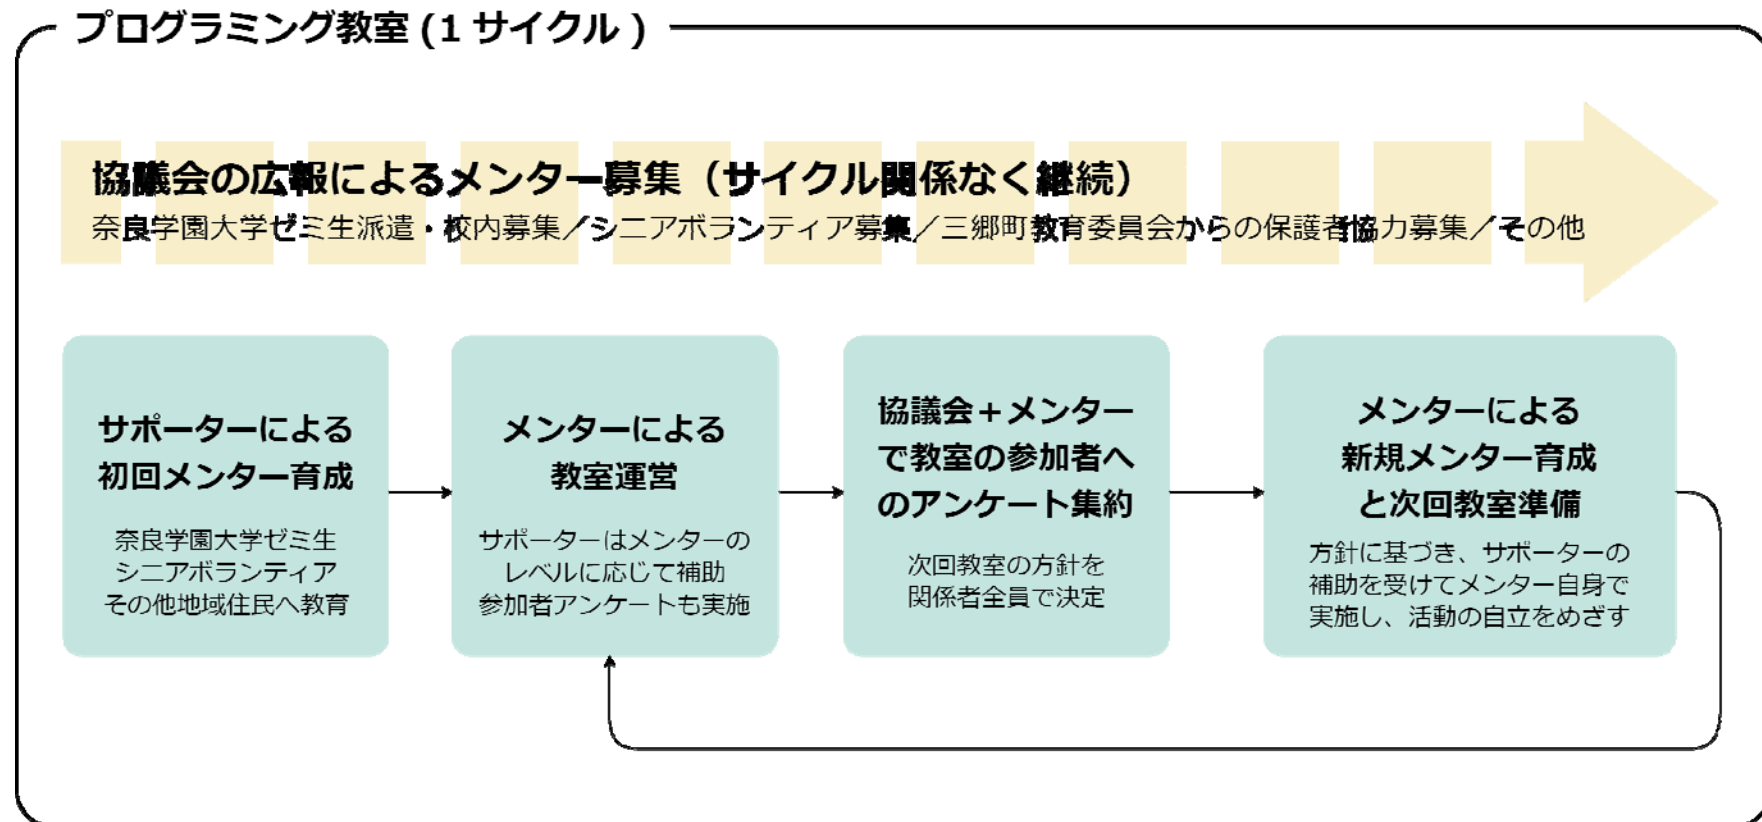 プログラミング教室 (1 サイクル )
協議会の広報によるメンター募集（サイクル関係なく継続）
奈良学園大学ゼミ生派遣・校内募集／シニアボランティア募集／三郷町教育委員会からの保護者協力募集／その他
サポーターによる
初回メンター育成
奈良学園大学ゼミ生
シニアボランティア
その他地域住民へ教育
メンターによる
教室運営
サポーターはメンターの
レベルに応じて補助
参加者アンケートも実施
協議会＋メンター
で教室の参加者へ
のアンケート集約
次回教室の方針を
関係者全員で決定
メンターによる
新規メンター育成
と次回教室準備
方針に基づき、サポーターの
補助を受けてメンター自身で
実施し、活動の自立をめざす